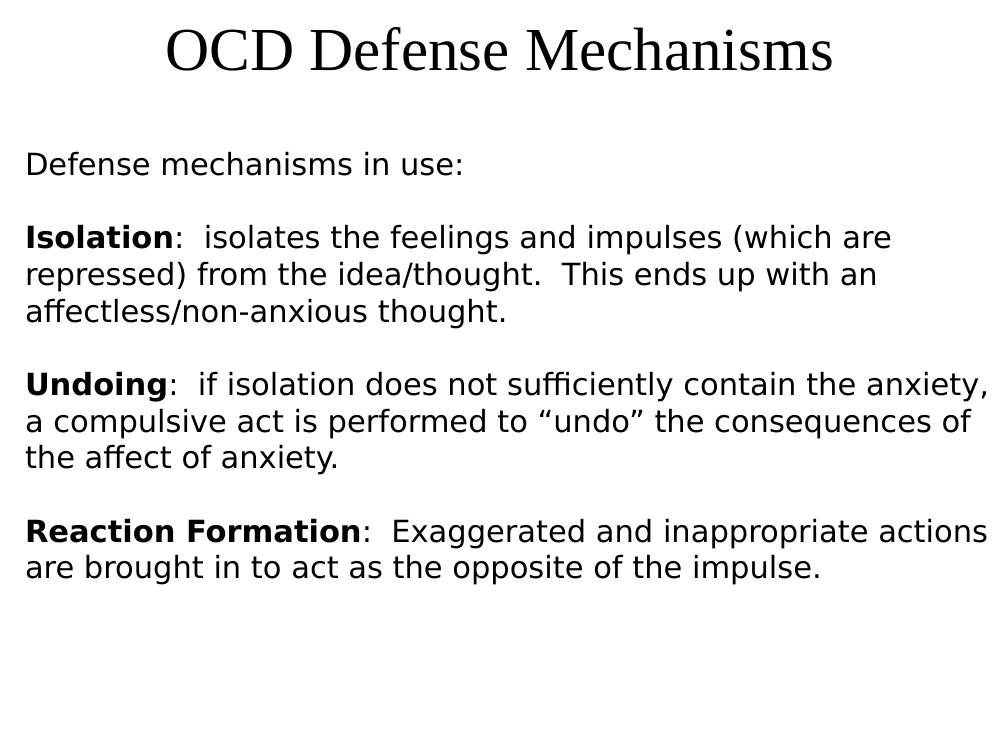 OCD Defense Mechanisms
Defense mechanisms in use:
Isolation:  isolates the feelings and impulses (which are
repressed) from the idea/thought.  This ends up with an
affectless/non-anxious thought.
Undoing:  if isolation does not sufficiently contain the anxiety,
a compulsive act is performed to “undo” the consequences of
the affect of anxiety.
Reaction Formation:  Exaggerated and inappropriate actions
are brought in to act as the opposite of the impulse.